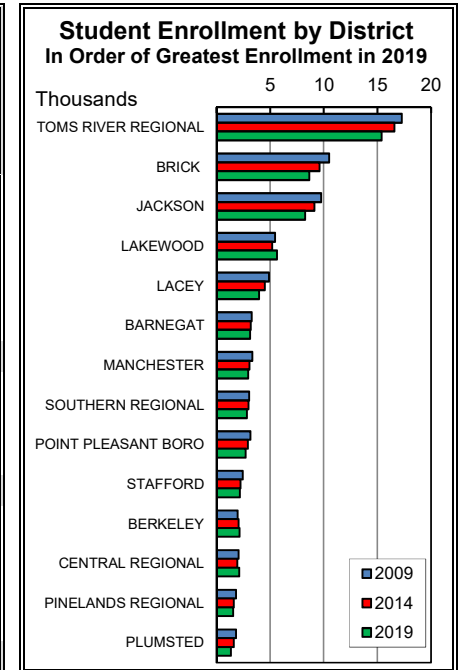 Student Enrollment by District
In Order of Greatest Enrollment in 2019
5 10 15 20
Thousands
TOMS RIVER REGIONAL
BRICK
JACKSON
LAKEWOOD
LACEY
BARNEGAT
MANCHESTER
SOUTHERN REGIONAL
POINT PLEASANT BORO
STAFFORD
BERKELEY
CENTRAL REGIONAL
PINELANDS REGIONAL
PLUMSTED
2009
2014
2019